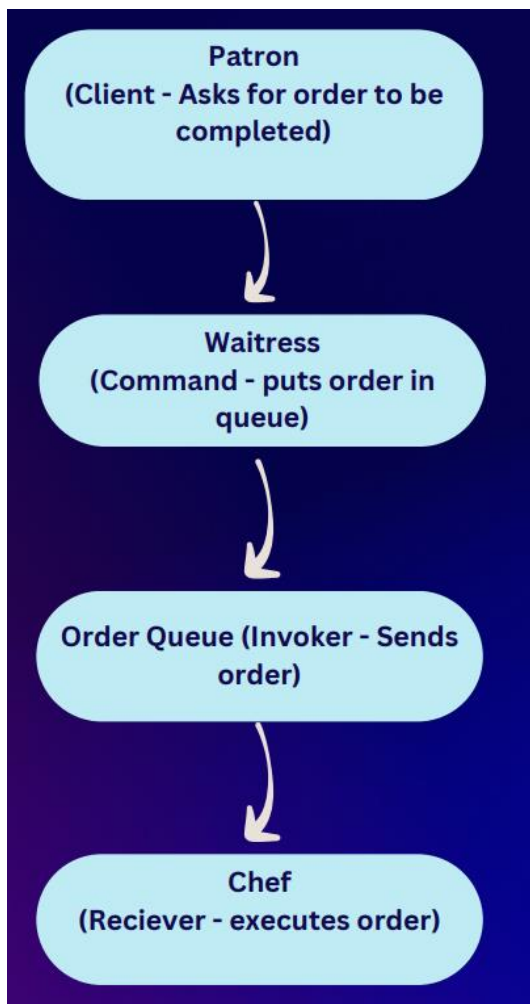 Patron
(Client - Asks for order to be
completed)
Waitress
(Command - puts order in
queue)
Order Queue (Invoker - Sends
order)
Chef
(Reciever - executes order)